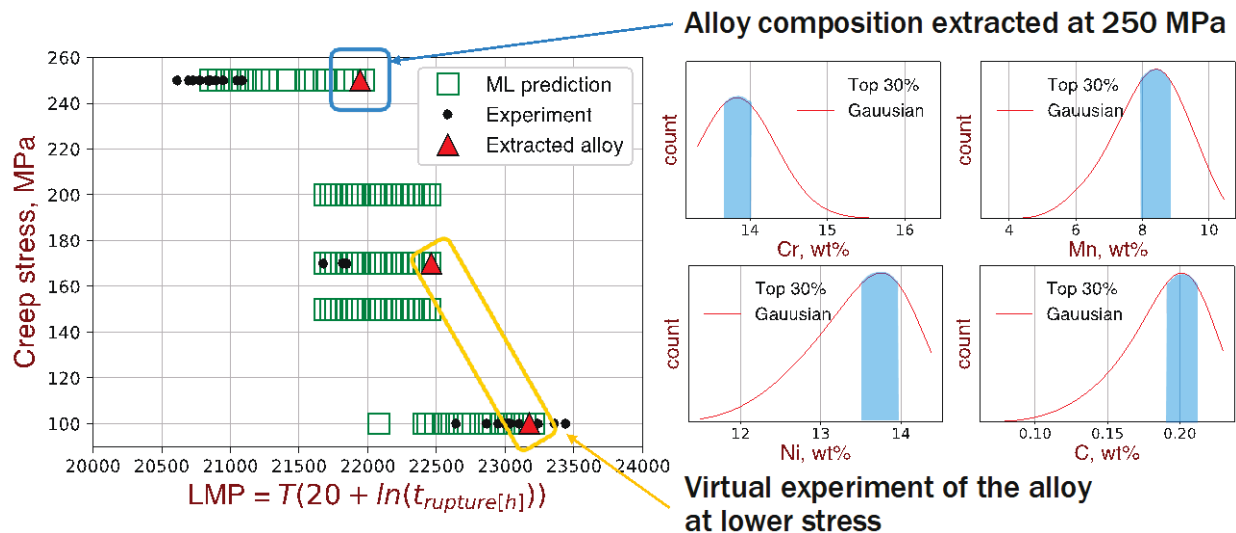 Alloy composition extracted at 250 MPa
Creep stress, MPa
260
240
220
200
180
160
140
120
100
ML prediction
Experiment
Extracted alloy
20000 20500 21000 21500 22000 22500 23000 23500 24000
LMP = T(20 + ln(t_rupture[h]))
count
Top 30%
Gauusian
14 15 16
Cr, wt%
count
Top 30%
Gauusian
4 6 8 10
Mn, wt%
count
Top 30%
Gauusian
12 13 14
Ni, wt%
count
Top 30%
Gauusian
0.10 0.15 0.20
C, wt%
Virtual experiment of the alloy
at lower stress